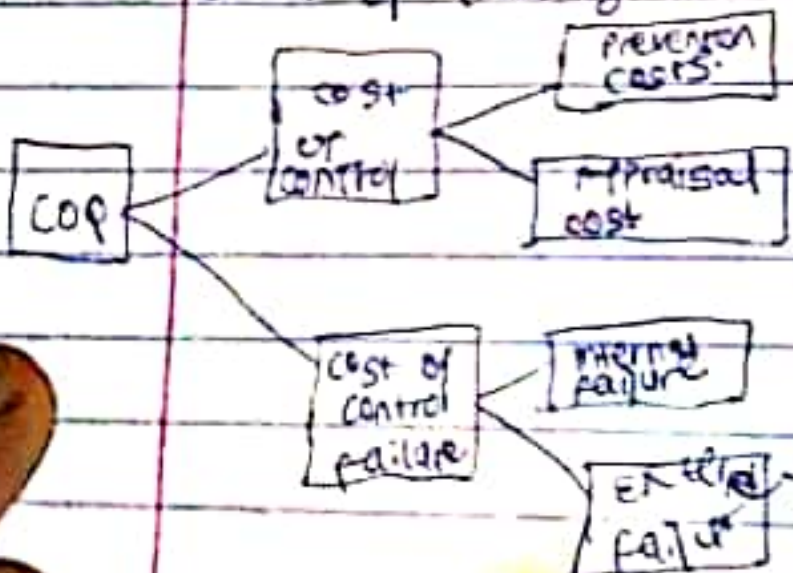 COQ
cost
of
control
Prevention
costs.
Appraisal
cost
cost of
control
failure
internal
failure
External
failure